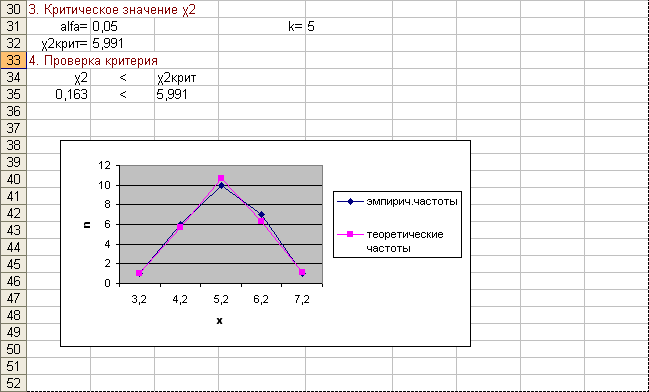 30 3. Критическое значение χ2
31 alfa= 0,05 k= 5
32 χ2крит= 5,991
33 4. Проверка критерия
34 χ2 < χ2крит
35 0,163 < 5,991
36
37
38
39
40
41
42
43
44
45
46
47
48
49
50
51
52
12
10
8
6
4
2
0
n
3,2 4,2 5,2 6,2 7,2
x
эмпирич.частоты
теоретические
частоты